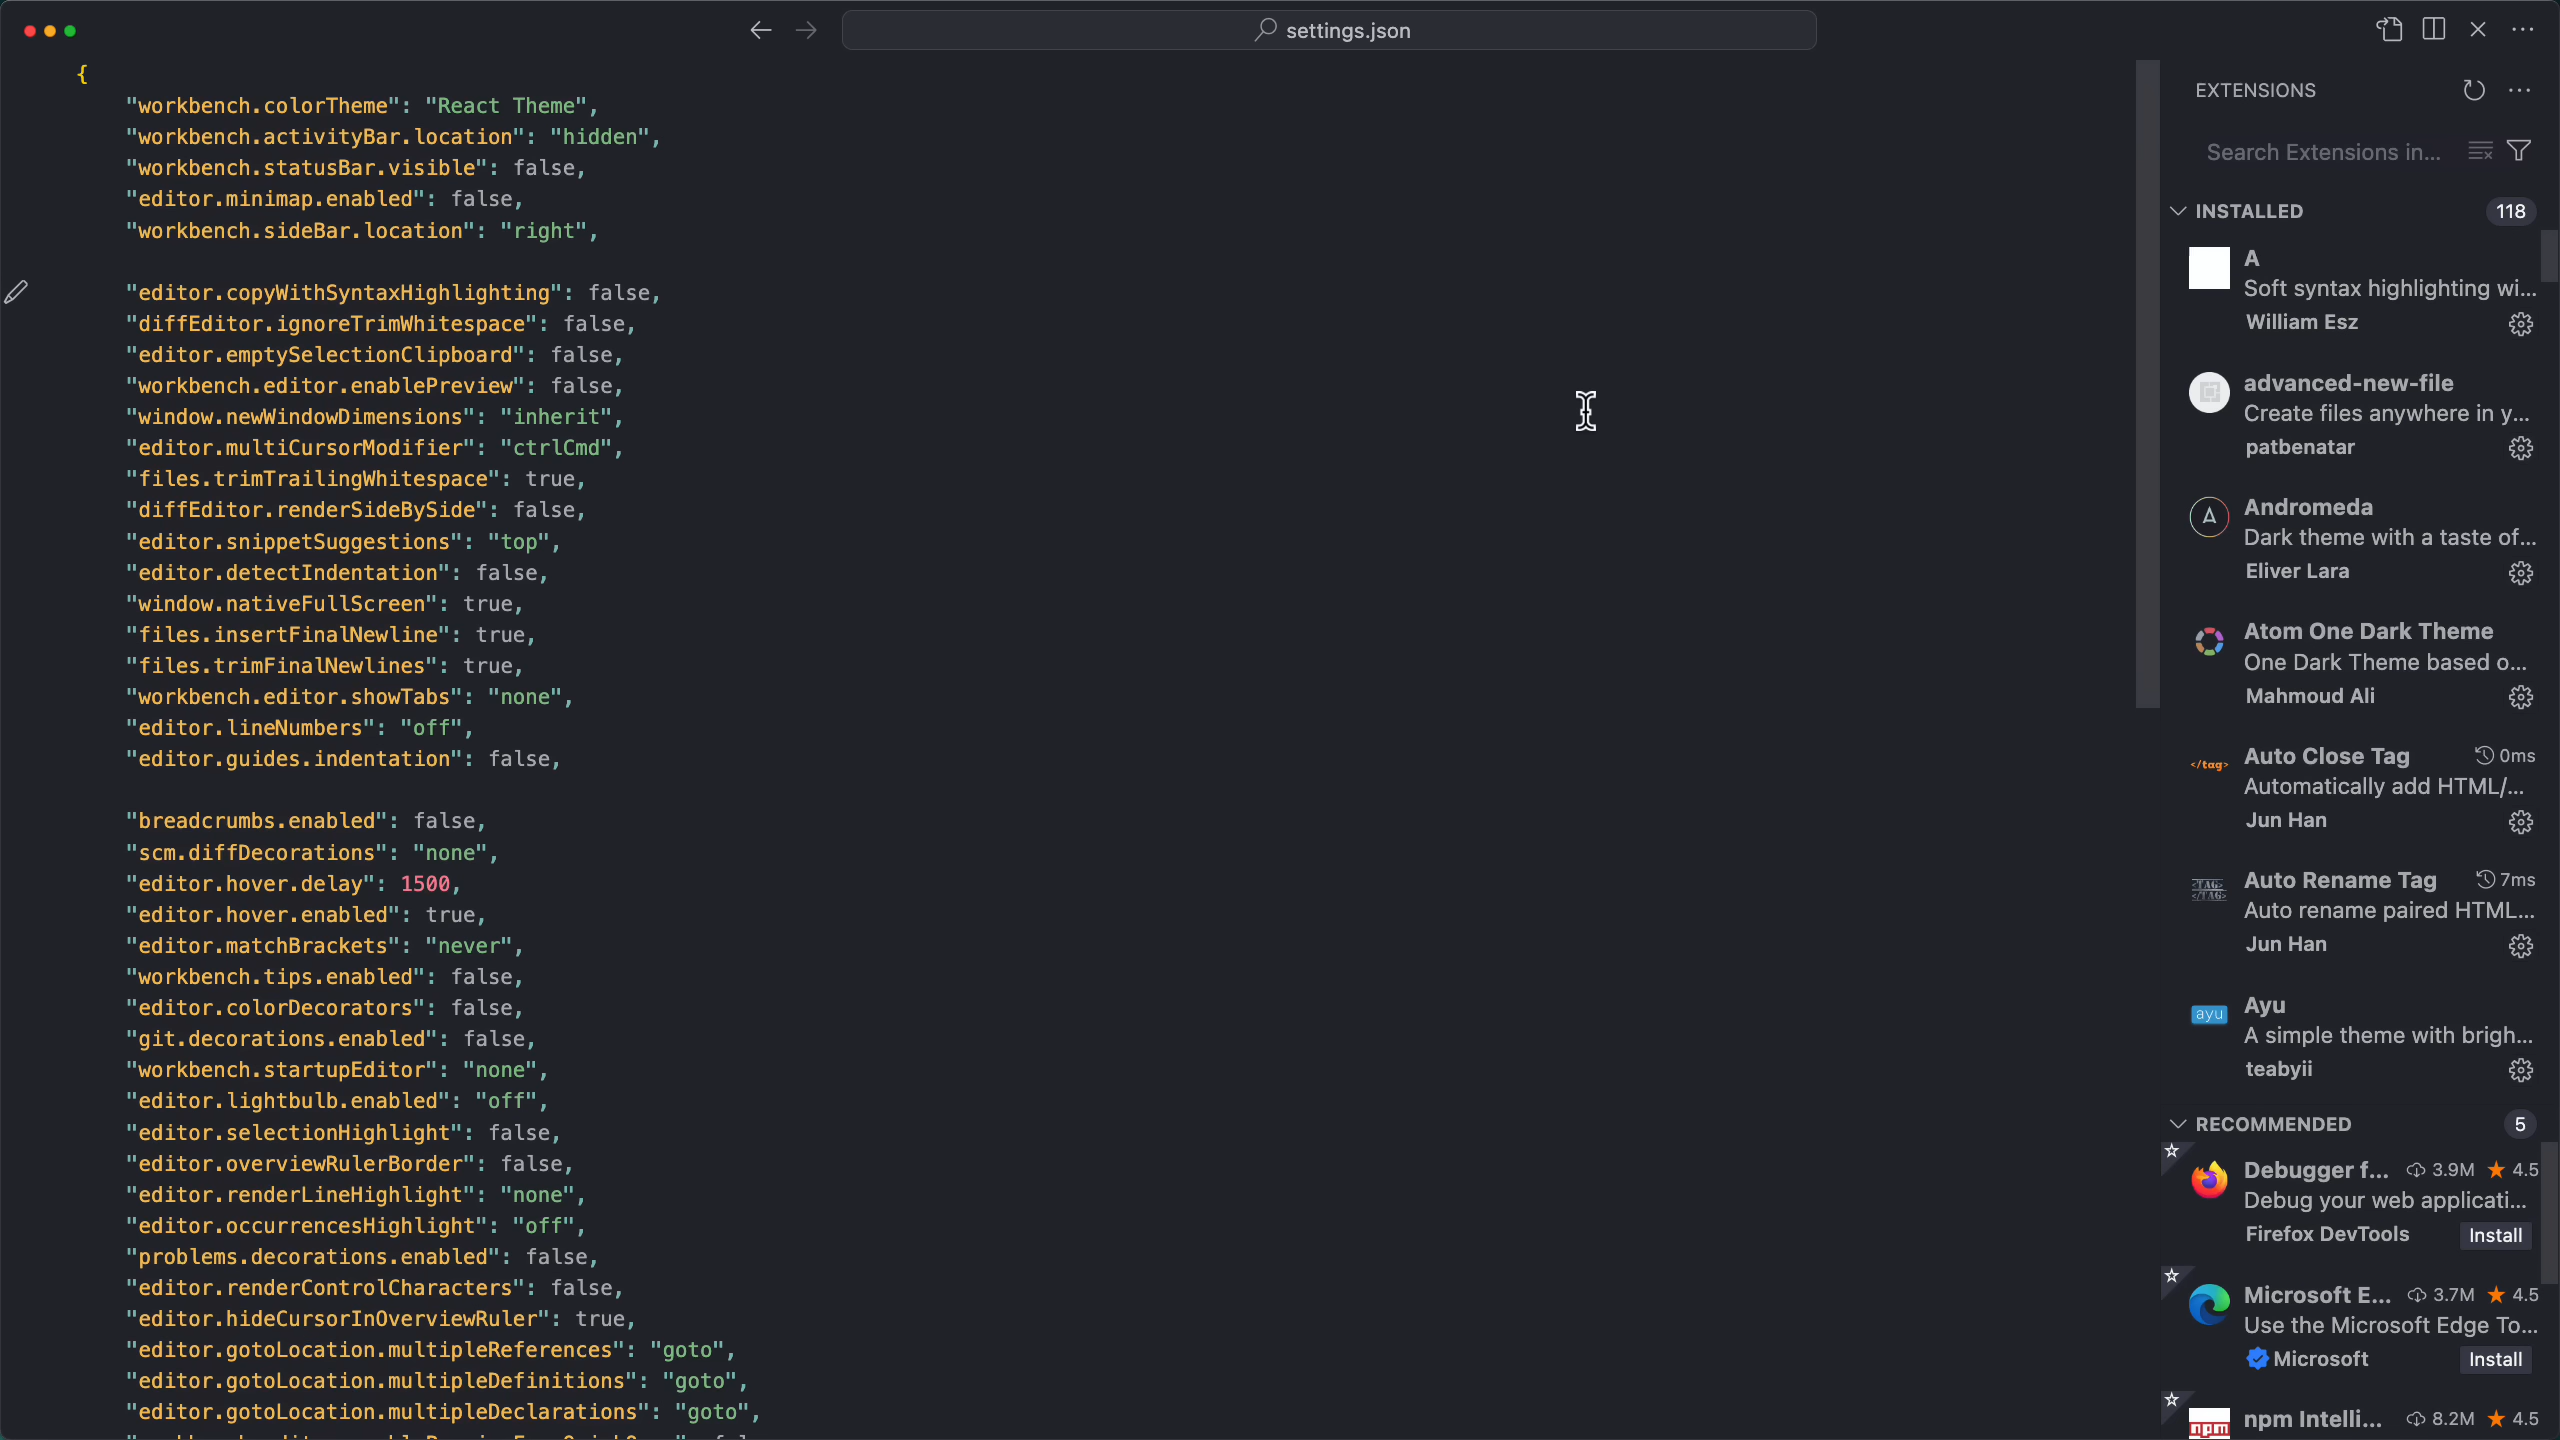 settings.json
{
"workbench.colorTheme": "React Theme",
"workbench.activityBar.location": "hidden",
"workbench.statusBar.visible": false,
"editor.minimap.enabled": false,
"workbench.sideBar.location": "right",
"editor.copyWithSyntaxHighlighting": false,
"diffEditor.ignoreTrimWhitespace": false,
"editor.emptySelectionClipboard": false,
"workbench.editor.enablePreview": false,
"window.newWindowDimensions": "inherit",
"editor.multiCursorModifier": "ctrlCmd",
"files.trimTrailingWhitespace": true,
"diffEditor.renderSideBySide": false,
"editor.snippetSuggestions": "top",
"editor.detectIndentation": false,
"window.nativeFullScreen": true,
"files.insertFinalNewline": true,
"files.trimFinalNewlines": true,
"workbench.editor.showTabs": "none",
"editor.lineNumbers": "off",
"editor.guides.indentation": false,
"breadcrumbs.enabled": false,
"scm.diffDecorations": "none",
"editor.hover.delay": 1500,
"editor.hover.enabled": true,
"editor.matchBrackets": "never",
"workbench.tips.enabled": false,
"editor.colorDecorators": false,
"git.decorations.enabled": false,
"workbench.startupEditor": "none",
"editor.lightbulb.enabled": "off",
"editor.selectionHighlight": false,
"editor.overviewRulerBorder": false,
"editor.renderLineHighlight": "none",
"editor.occurrencesHighlight": "off",
"problems.decorations.enabled": false,
"editor.renderControlCharacters": false,
"editor.hideCursorInOverviewRuler": true,
"editor.gotoLocation.multipleReferences": "goto",
"editor.gotoLocation.multipleDefinitions": "goto",
"editor.gotoLocation.multipleDeclarations": "goto",
EXTENSIONS
Search Extensions in...
INSTALLED 118
A
Soft syntax highlighting wi...
William Esz
advanced-new-file
Create files anywhere in y...
patbenatar
A
Andromeda
Dark theme with a taste of...
Eliver Lara
Atom One Dark Theme
One Dark Theme based o...
Mahmoud Ali
</tag>
Auto Close Tag 0ms
Automatically add HTML/...
Jun Han
<TAG>
</TAG>
Auto Rename Tag 7ms
Auto rename paired HTML...
Jun Han
ayu
Ayu
A simple theme with brigh...
teabyii
RECOMMENDED 5
Debugger f... 3.9M 4.5
Debug your web applicati...
Firefox DevTools Install
Microsoft E... 3.7M 4.5
Use the Microsoft Edge To...
Microsoft Install
npm
npm Intelli... 8.2M 4.5